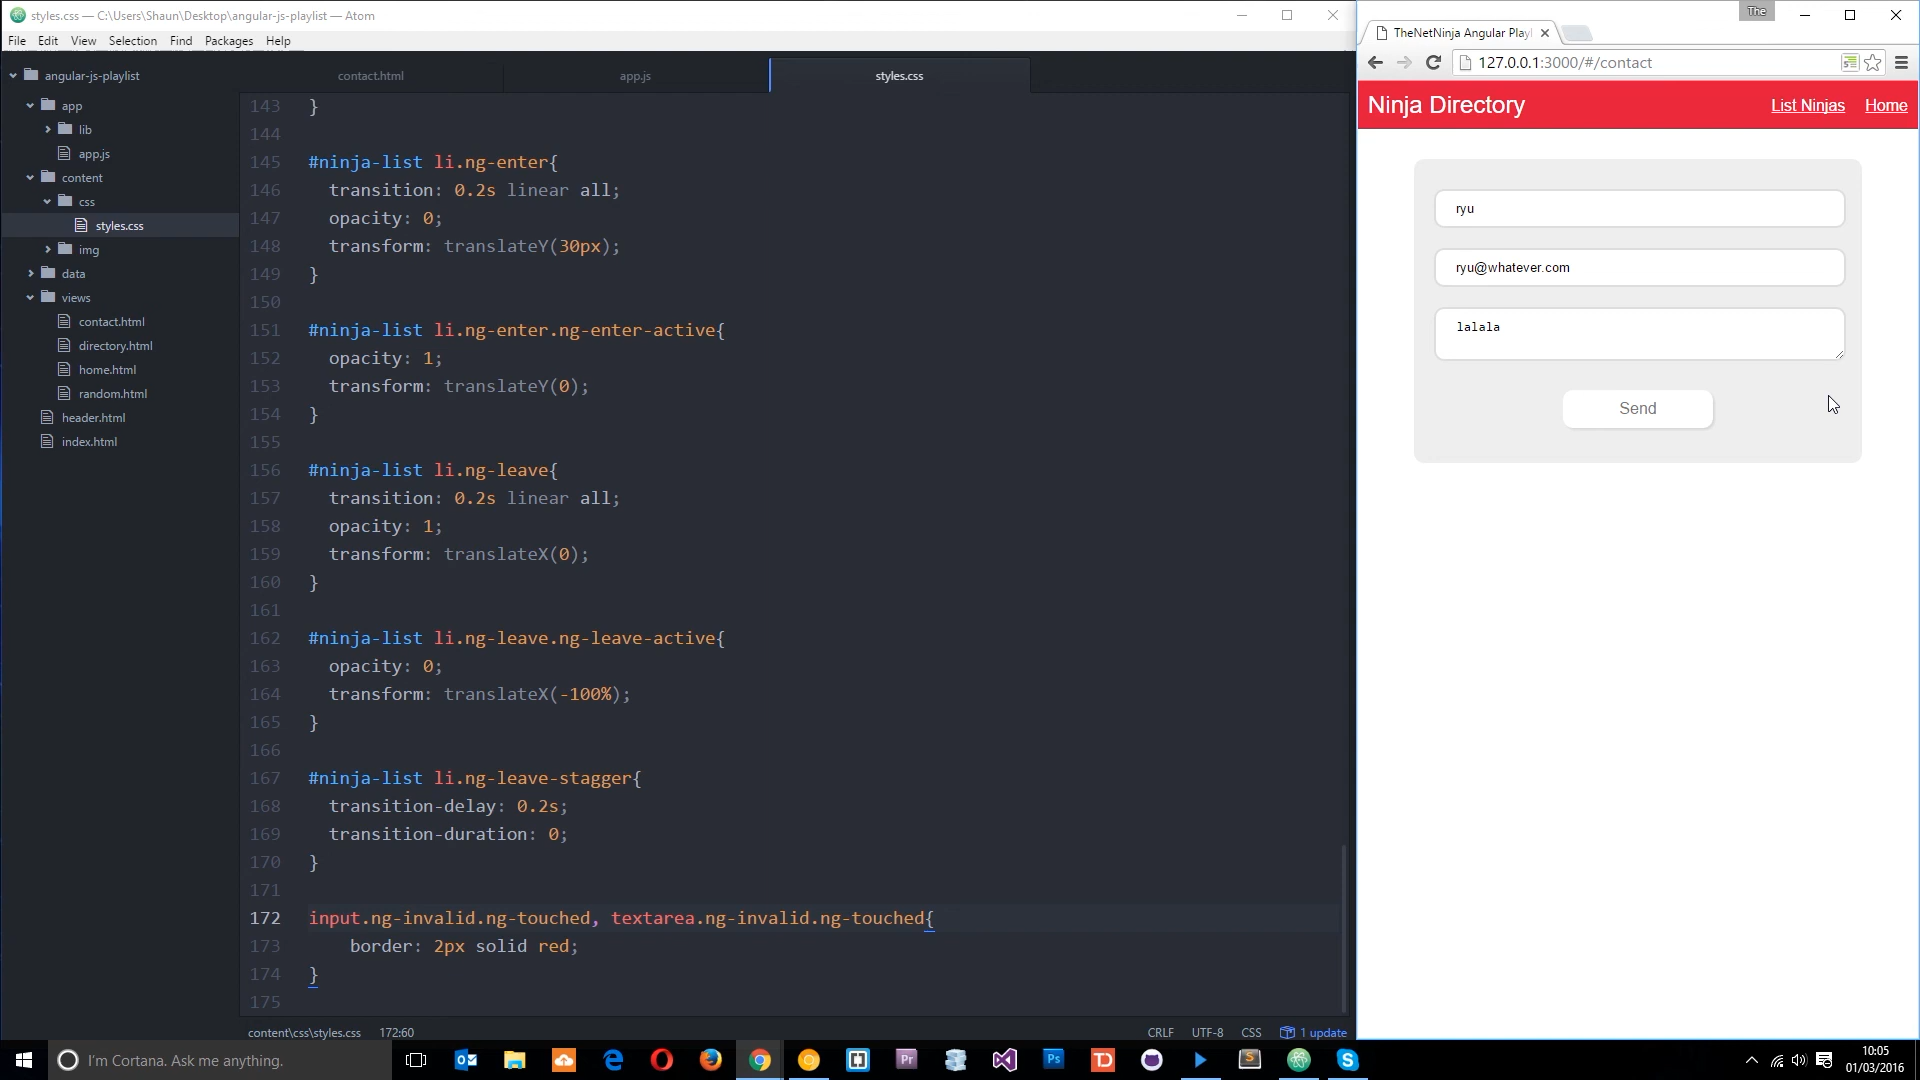 styles.css — C:\Users\Shaun\Desktop\angular-js-playlist — Atom
File Edit View Selection Find Packages Help
angular-js-playlist
app
lib
app.js
content
css
styles.css
img
data
views
contact.html
directory.html
home.html
random.html
header.html
index.html
contact.html app.js styles.css
143 }
144
145 #ninja-list li.ng-enter{
146 transition: 0.2s linear all;
147 opacity: 0;
148 transform: translateY(30px);
149 }
150
151 #ninja-list li.ng-enter.ng-enter-active{
152 opacity: 1;
153 transform: translateY(0);
154 }
155
156 #ninja-list li.ng-leave{
157 transition: 0.2s linear all;
158 opacity: 1;
159 transform: translateX(0);
160 }
161
162 #ninja-list li.ng-leave.ng-leave-active{
163 opacity: 0;
164 transform: translateX(-100%);
165 }
166
167 #ninja-list li.ng-leave-stagger{
168 transition-delay: 0.2s;
169 transition-duration: 0;
170 }
171
172 input.ng-invalid.ng-touched, textarea.ng-invalid.ng-touched{
173 border: 2px solid red;
174 }
175
content\css\styles.css 172:60 CRLF UTF-8 CSS 1 update
The
TheNetNinja Angular Playl
127.0.0.1:3000/#/contact
Ninja Directory List Ninjas Home
ryu
ryu@whatever.com
lalala
Send
I'm Cortana. Ask me anything.
Pr
Ps
TD
S
10:05
01/03/2016